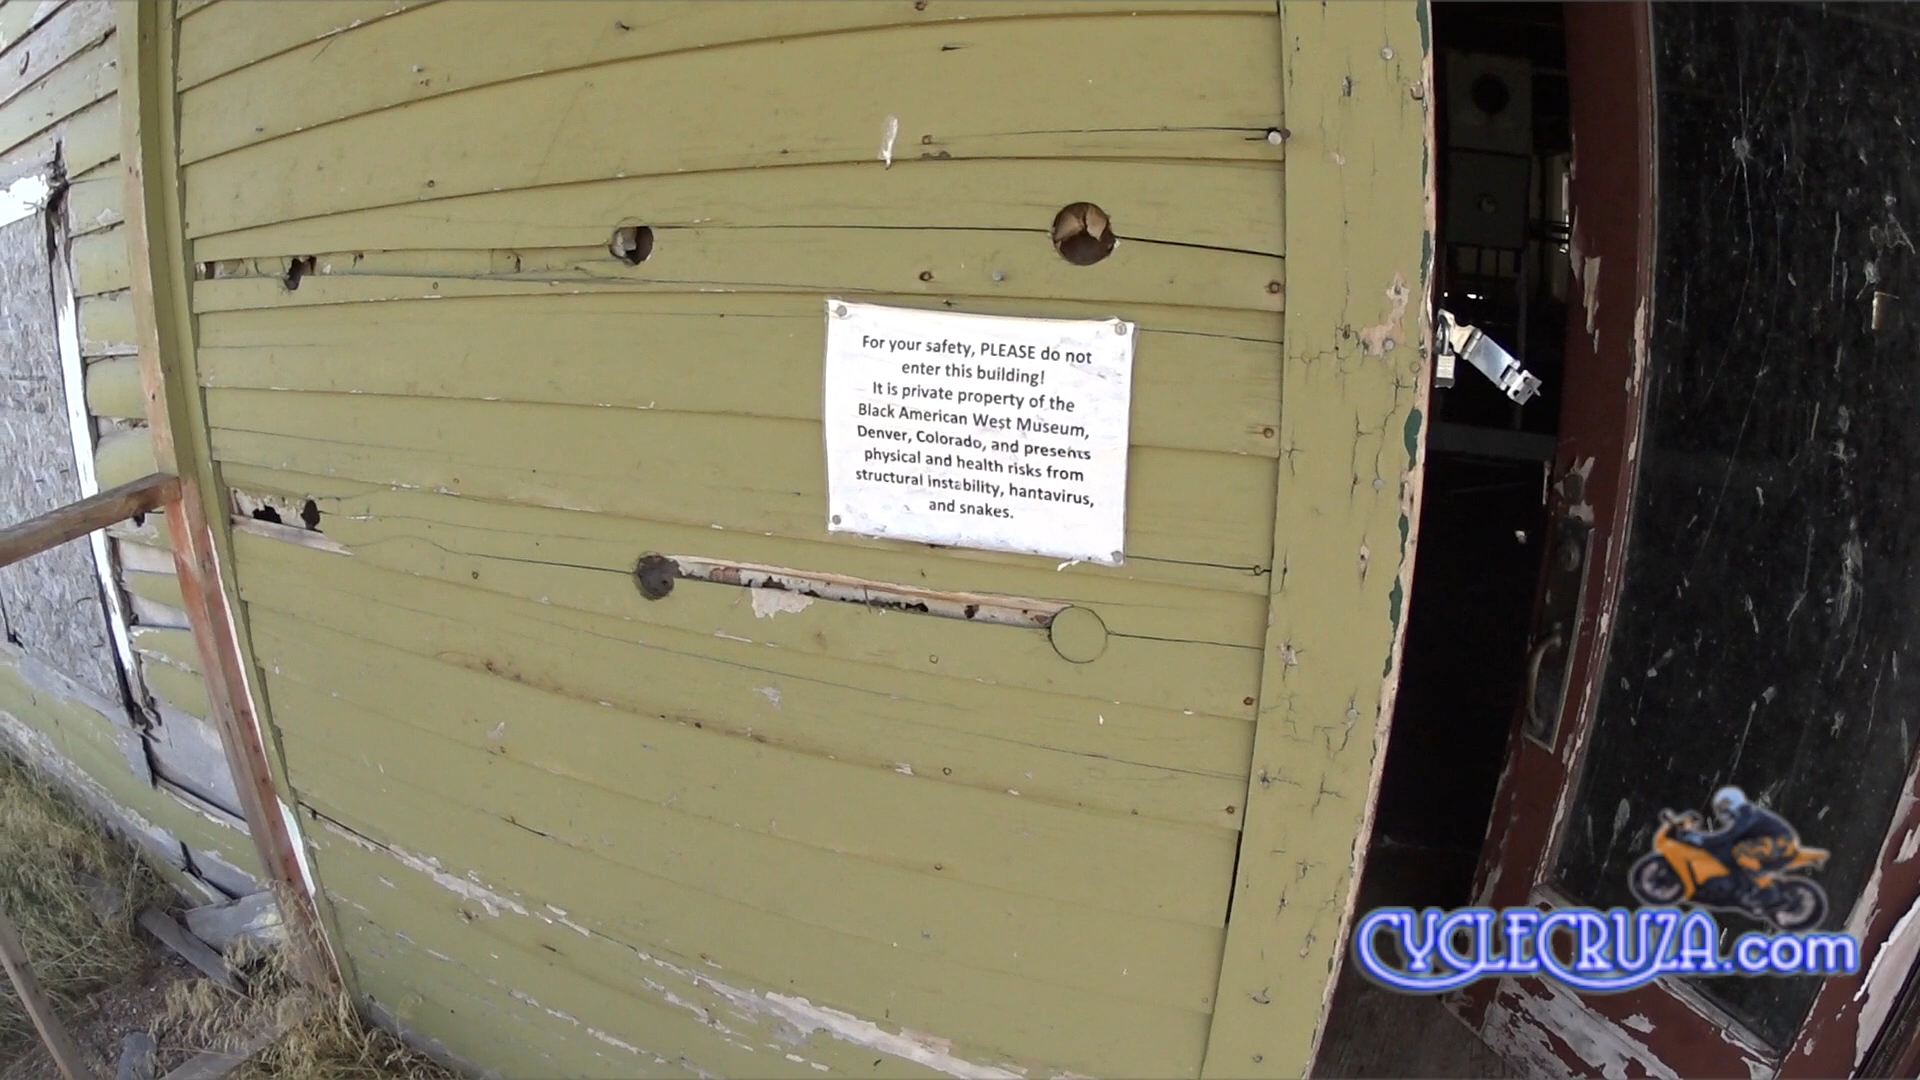 For your safety, PLEASE do not
enter this building!
It is private property of the
Black American West Museum,
Denver, Colorado, and presents
physical and health risks from
structural instability, hantavirus,
and snakes.
CYCLECRUZA.com